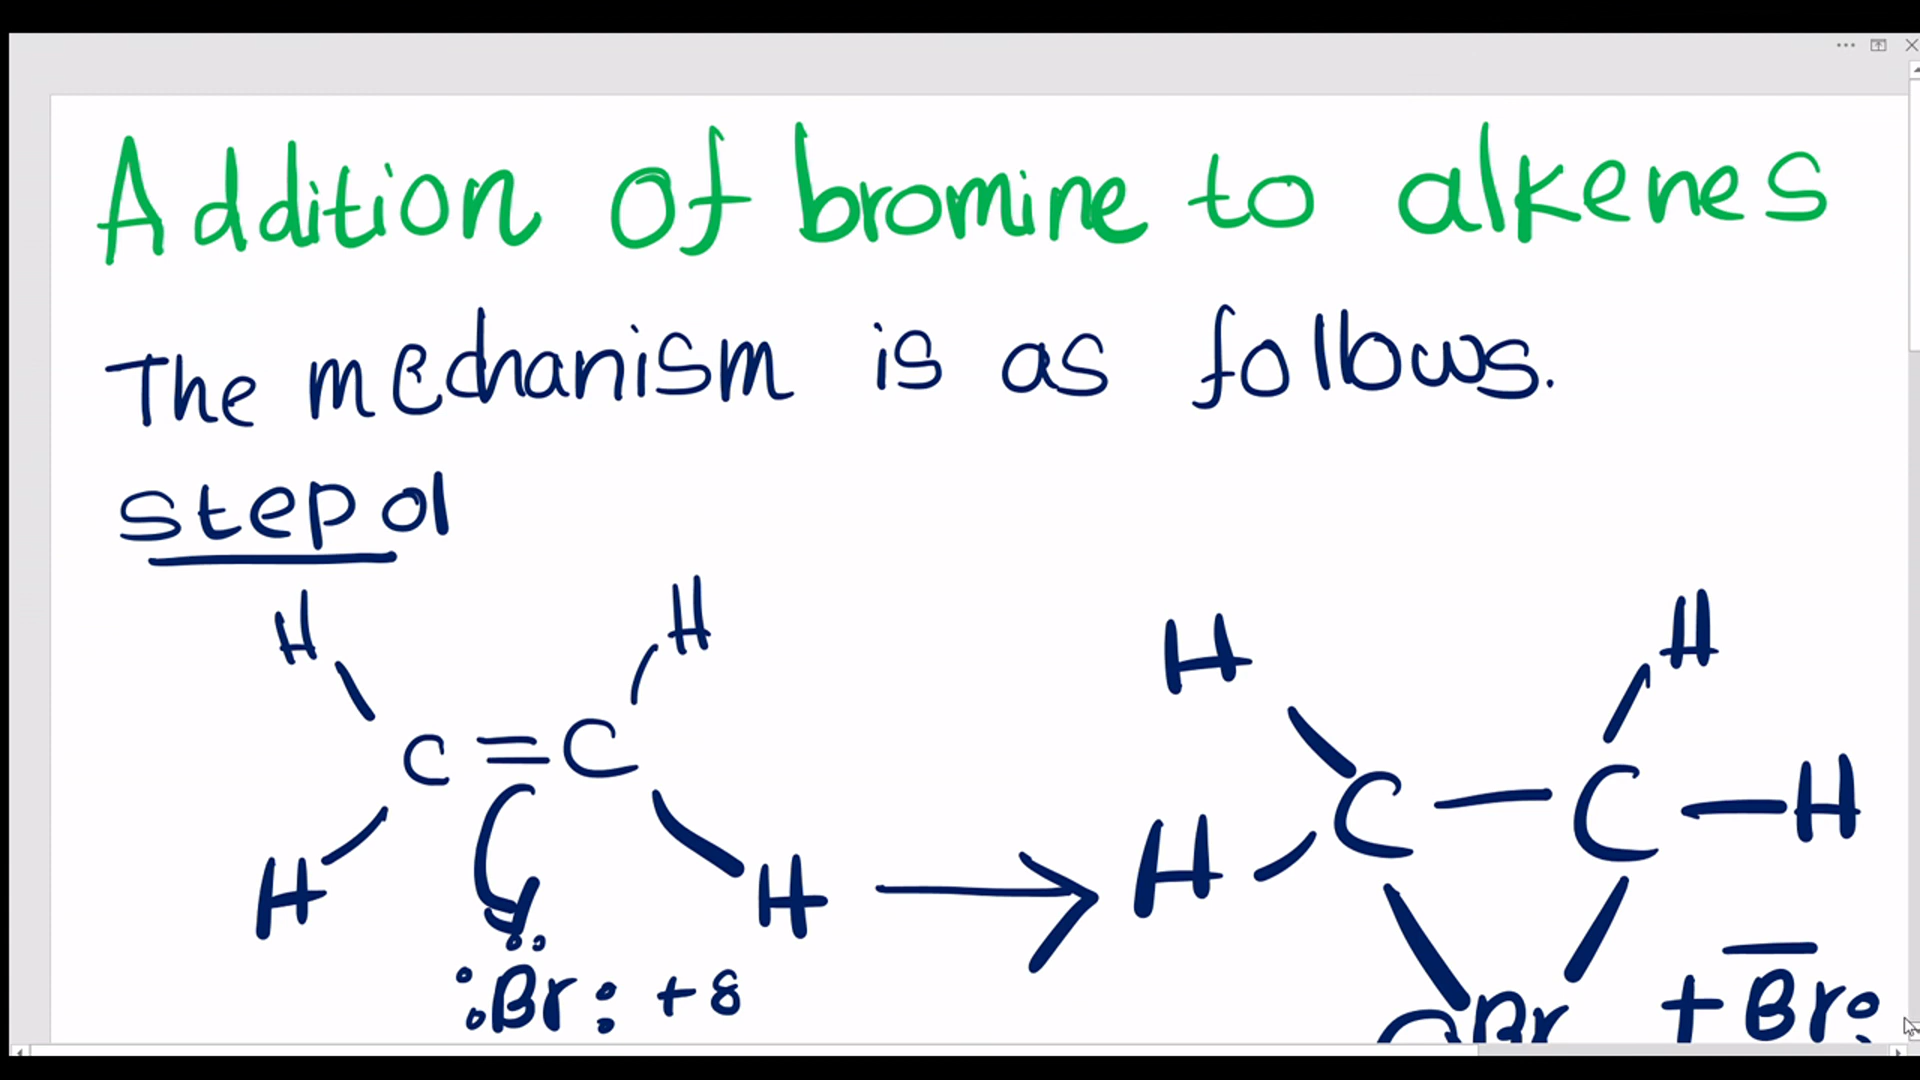 Addition of bromine to alkenes
The mechanism is as follows.
step 01
H H H H
C = C C — C — H
H H H
:Br: +δ Br + Br: